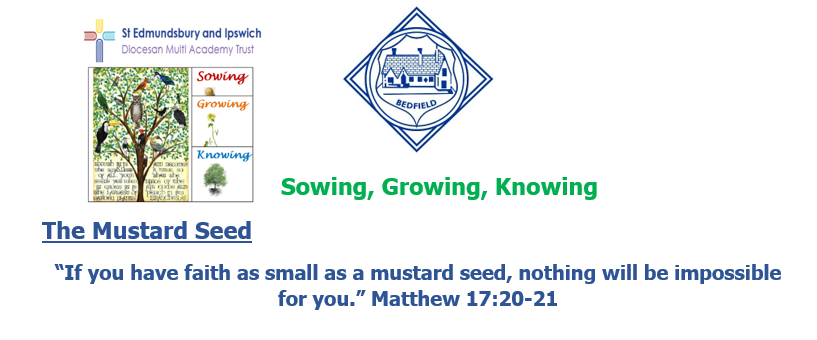 St Edmundsbury and Ipswich
Diocesan Multi Academy Trust
Sowing
Growing
Knowing
BEDFIELD
Sowing, Growing, Knowing
The Mustard Seed
“If you have faith as small as a mustard seed, nothing will be impossible
for you.” Matthew 17:20-21